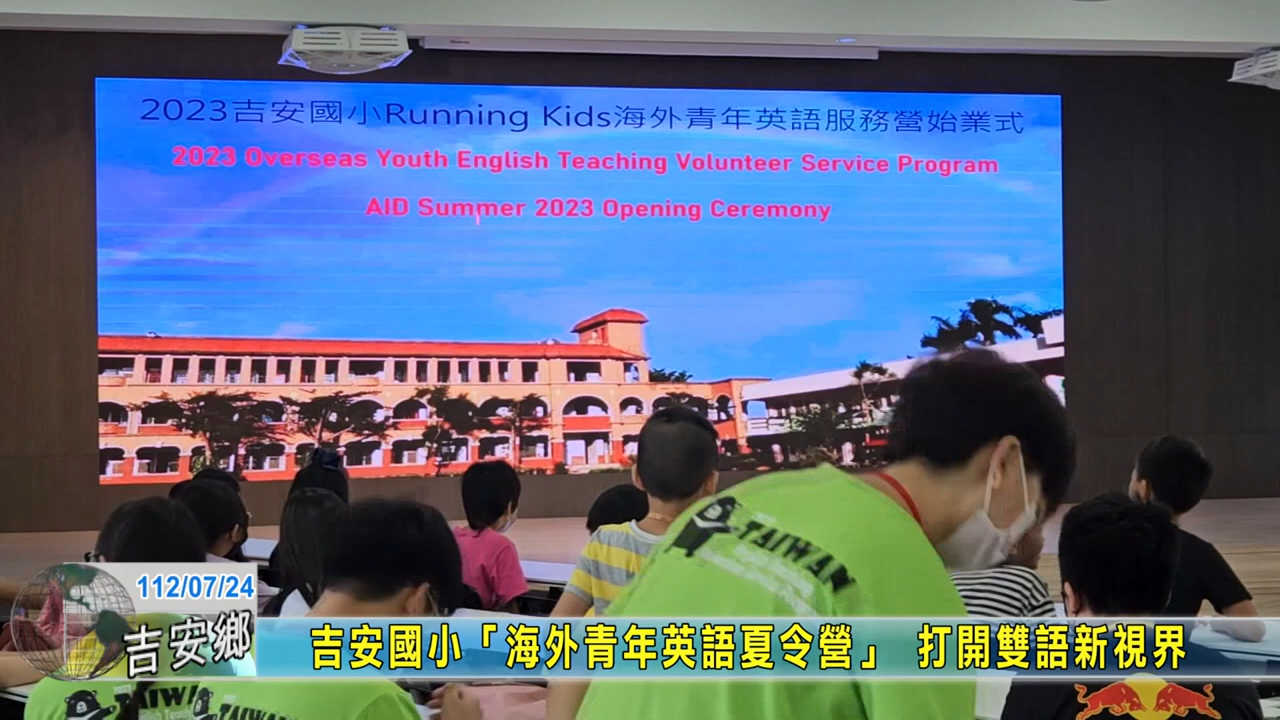 2023吉安國小Running Kids海外青年英語服務營始業式
2023 Overseas Youth English Teaching Volunteer Service Program
AID Summer 2023 Opening Ceremony
TAIWAN
112/07/24
吉安鄉
吉安國小「海外青年英語夏令營」 打開雙語新視界
TAIWAN
TAIWAN